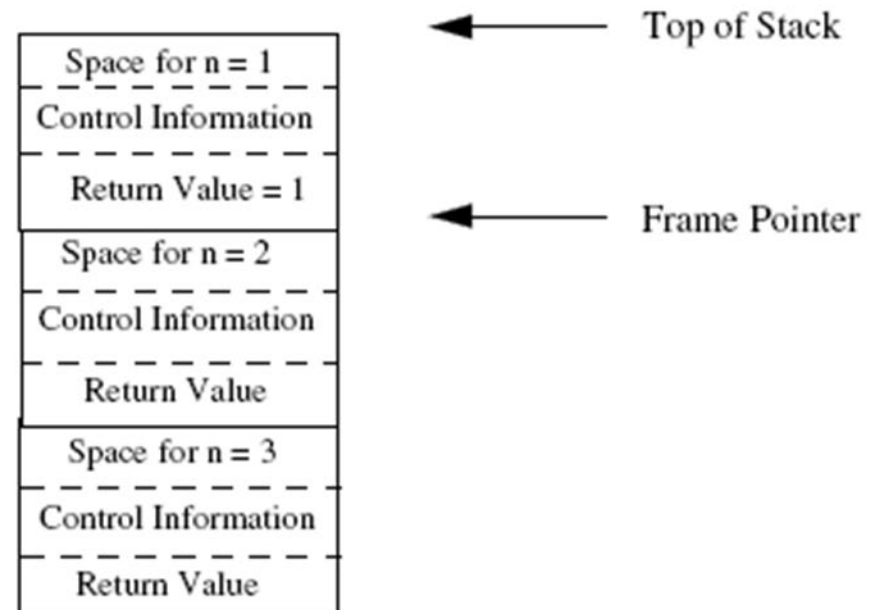 Top of Stack
Space for n = 1
Control Information
Return Value = 1
Frame Pointer
Space for n = 2
Control Information
Return Value
Space for n = 3
Control Information
Return Value